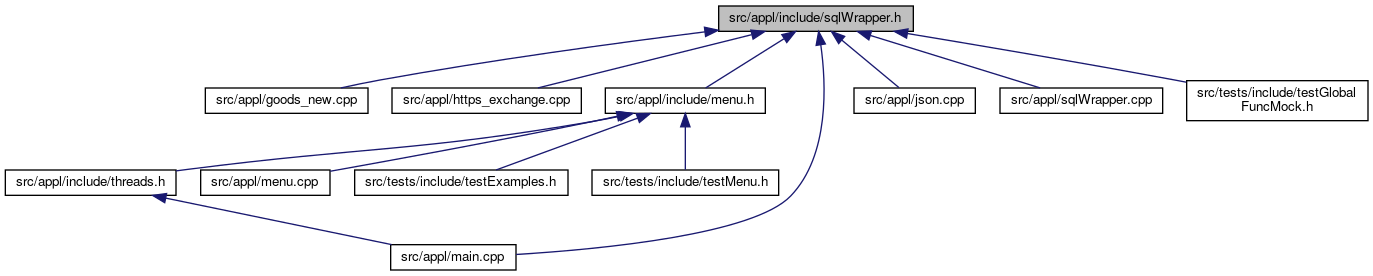 src/appl/include/sqlWrapper.h
src/appl/goods_new.cpp
src/appl/https_exchange.cpp
src/appl/include/menu.h
src/appl/json.cpp
src/appl/sqlWrapper.cpp
src/tests/include/testGlobal
FuncMock.h
src/appl/include/threads.h
src/appl/menu.cpp
src/tests/include/testExamples.h
src/tests/include/testMenu.h
src/appl/main.cpp